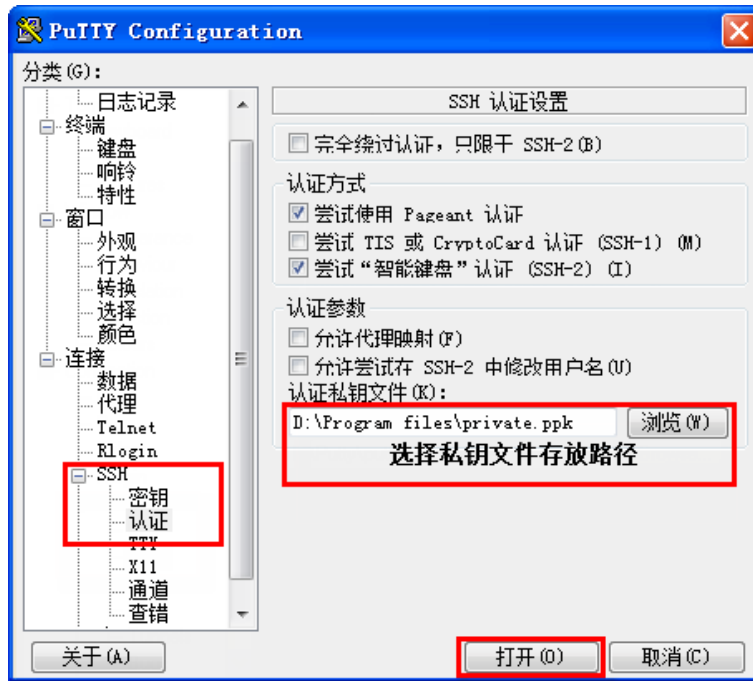 PuTTY Configuration
分类(G):
日志记录
终端
键盘
响铃
特性
窗口
外观
行为
转换
选择
颜色
连接
数据
代理
Telnet
Rlogin
SSH
密钥
认证
TTY
X11
通道
查错
SSH 认证设置
完全绕过认证，只限于 SSH-2(B)
认证方式
尝试使用 Pageant 认证
尝试 TIS 或 CryptoCard 认证 (SSH-1) (M)
尝试“智能键盘”认证 (SSH-2) (I)
认证参数
允许代理映射(F)
允许尝试在 SSH-2 中修改用户名(U)
认证私钥文件(K):
D:\Program files\private.ppk 浏览(W)
选择私钥文件存放路径
关于(A) 打开(O) 取消(C)